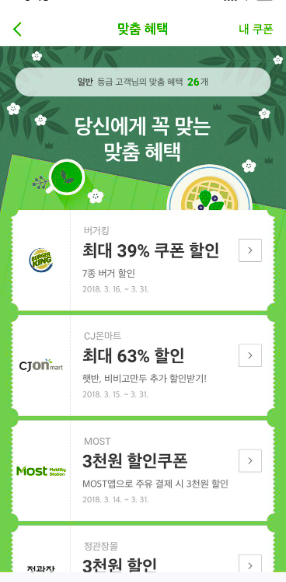 맞춤 혜택
내 쿠폰
일반 등급 고객님의 맞춤 혜택 26개
당신에게 꼭 맞는
맞춤 혜택
버거킹
BURGER KING
최대 39% 쿠폰 할인
7종 버거 할인
2018. 3. 16. ~ 3. 31.
CJ온마트
CJONmart
최대 63% 할인
햇반, 비비고만두 추가 할인받기!
2018. 3. 15. ~ 3. 31.
MOST
MOST Mobility Station
3천원 할인쿠폰
MOST앱으로 주유 결제 시 3천원 할인
2018. 3. 14. ~ 3. 31.
정관장몰
정관장
3천원 할인